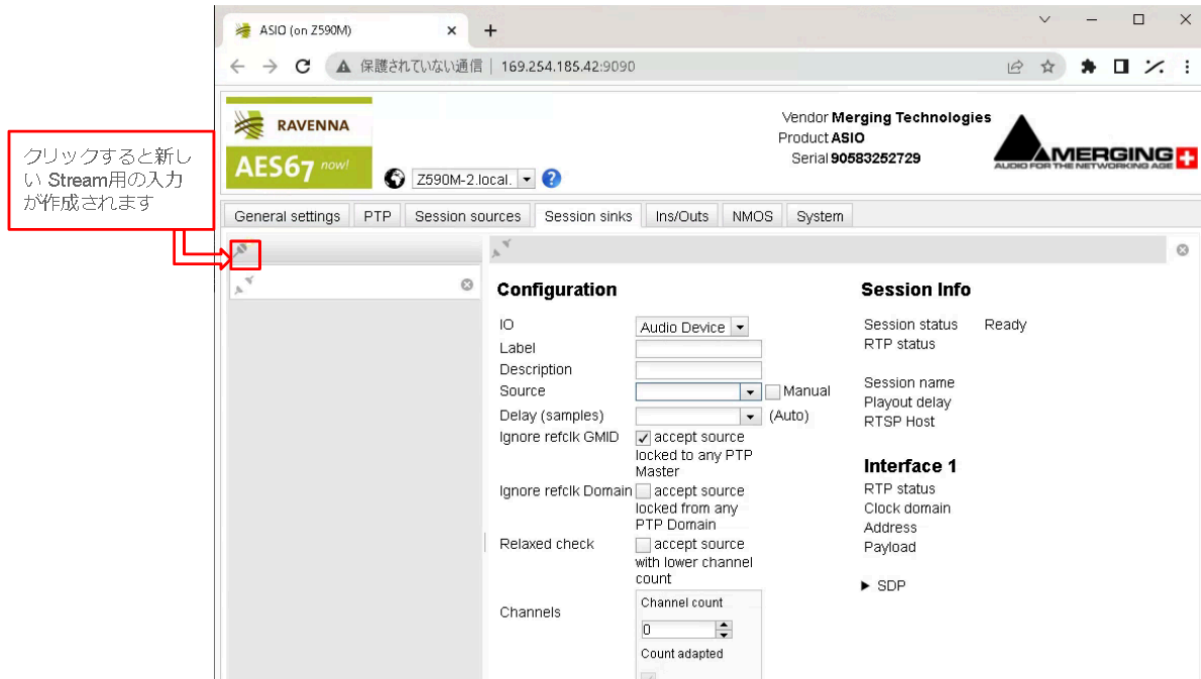 ASIO (on Z590M)
保護されていない通信 | 169.254.185.42:9090
RAVENNA
AES67 now!
Z590M-2.local.
Vendor Merging Technologies
Product ASIO
Serial 90583252729
MERGING
AUDIO FOR THE NETWORKING AGE
クリックすると新し
い Stream用の入力
が作成されます
General settings PTP Session sources Session sinks Ins/Outs NMOS System
Configuration
IO Audio Device
Label
Description
Source Manual
Delay (samples) (Auto)
Ignore refclk GMID accept source
locked to any PTP
Master
Ignore refclk Domain accept source
locked from any
PTP Domain
Relaxed check accept source
with lower channel
count
Channels
Channel count
0
Count adapted
Session Info
Session status Ready
RTP status
Session name
Playout delay
RTSP Host
Interface 1
RTP status
Clock domain
Address
Payload
▶ SDP